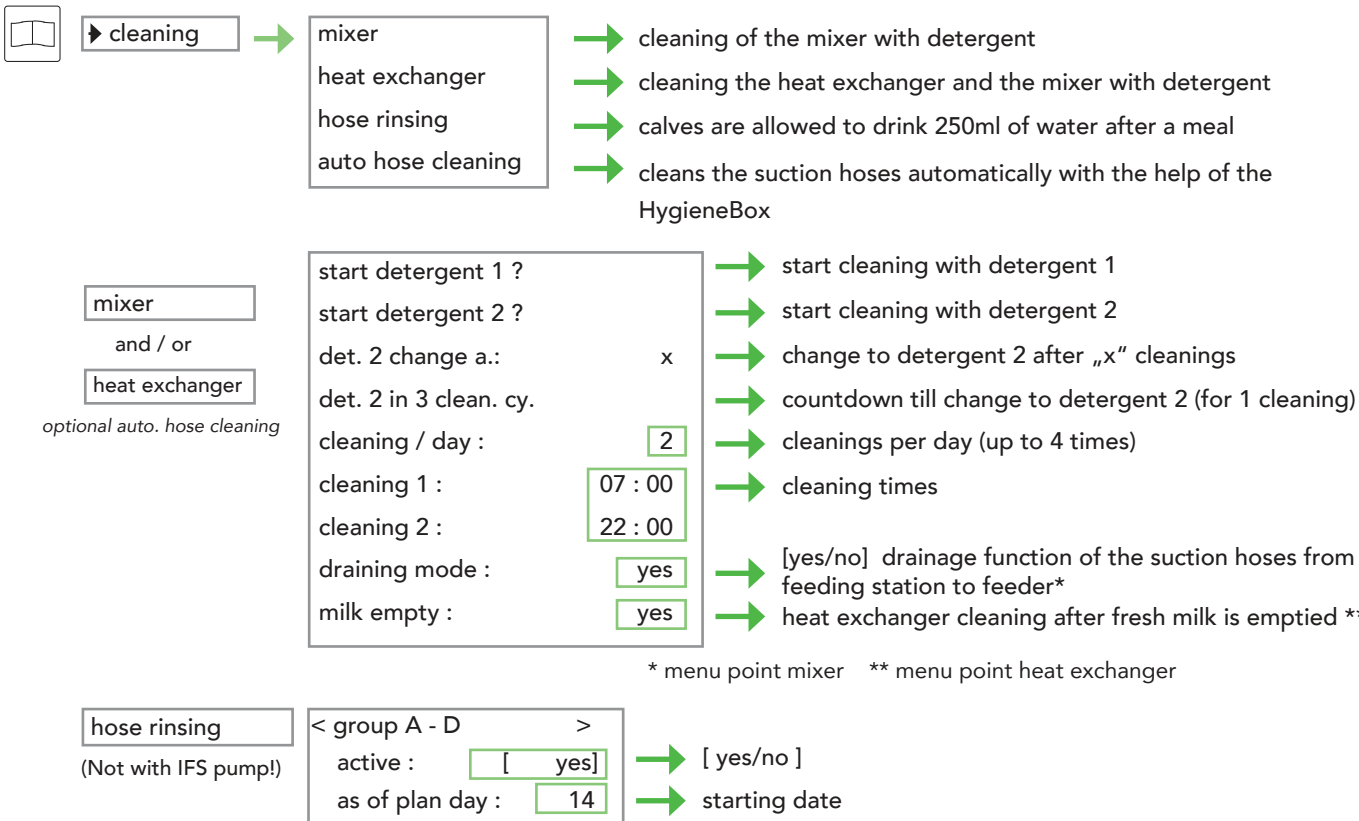 cleaning
mixer
cleaning of the mixer with detergent
heat exchanger
cleaning the heat exchanger and the mixer with detergent
hose rinsing
calves are allowed to drink 250ml of water after a meal
auto hose cleaning
cleans the suction hoses automatically with the help of the
HygieneBox
mixer
and / or
heat exchanger
optional auto. hose cleaning
start detergent 1 ?
start cleaning with detergent 1
start detergent 2 ?
start cleaning with detergent 2
det. 2 change a.: x
change to detergent 2 after „x“ cleanings
det. 2 in 3 clean. cy.
countdown till change to detergent 2 (for 1 cleaning)
cleaning / day : 2
cleanings per day (up to 4 times)
cleaning 1 : 07 : 00
cleaning times
cleaning 2 : 22 : 00
draining mode : yes
[yes/no] drainage function of the suction hoses from
feeding station to feeder*
milk empty : yes
heat exchanger cleaning after fresh milk is emptied **
* menu point mixer ** menu point heat exchanger
hose rinsing
(Not with IFS pump!)
< group A - D >
active : [ yes]
[ yes/no ]
as of plan day : 14
starting date